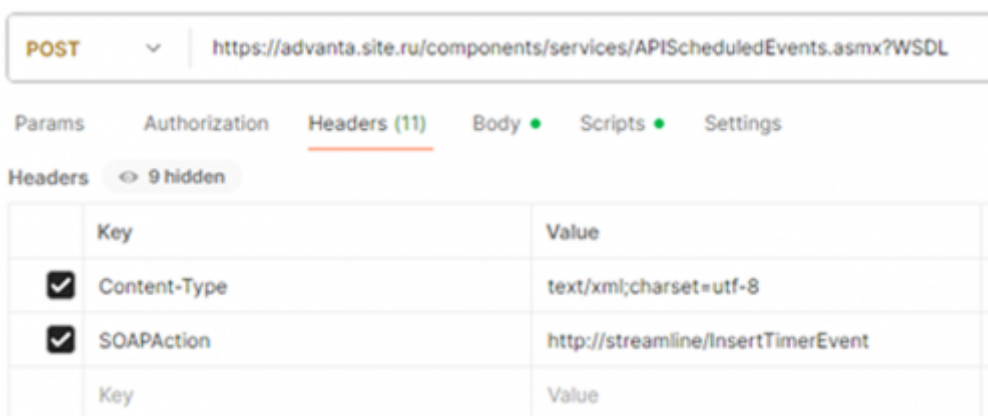 POST https://advanta.site.ru/components/services/APIScheduledEvents.asmx?WSDL
Params Authorization Headers (11) Body Scripts Settings
Headers 9 hidden
Key Value
Content-Type text/xml;charset=utf-8
SOAPAction http://streamline/InsertTimerEvent
Key Value